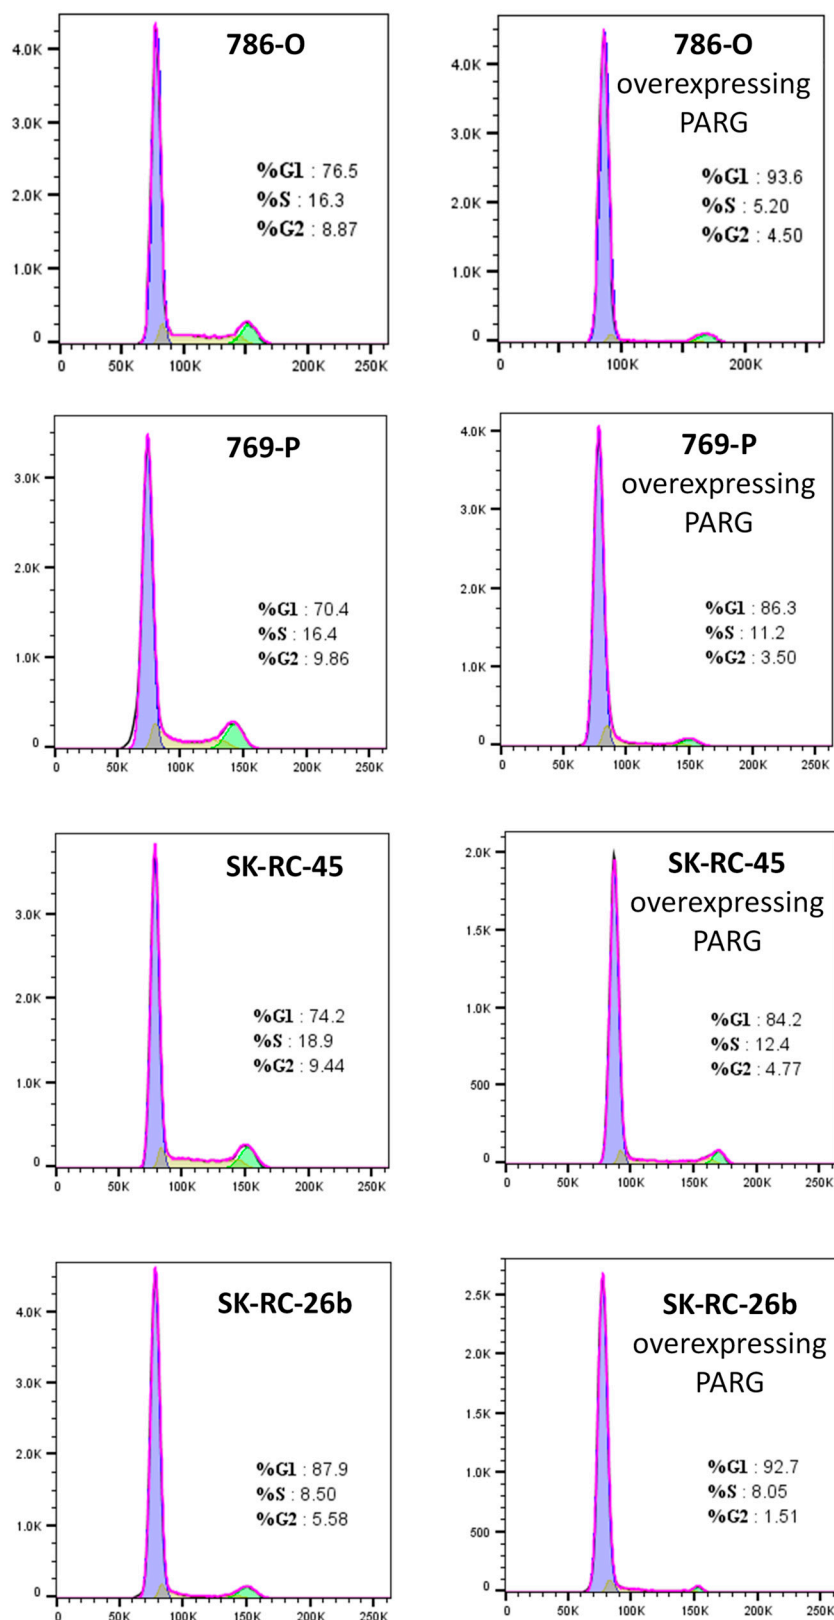 786-O
4.0K
3.0K
2.0K
1.0K
0
%G1 : 76.5
%S : 16.3
%G2 : 8.87
0 50K 100K 200K 250K
786-O
overexpressing
PARG
4.0K
3.0K
2.0K
1.0K
0
%G1 : 93.6
%S : 5.20
%G2 : 4.50
0 100K 200K
769-P
3.0K
2.0K
1.0K
0
%G1 : 70.4
%S : 16.4
%G2 : 9.86
0 50K 100K 150K 200K 250K
769-P
overexpressing
PARG
4.0K
3.0K
2.0K
1.0K
0
%G1 : 86.3
%S : 11.2
%G2 : 3.50
0 50K 100K 150K 200K 250K
SK-RC-45
3.0K
2.0K
1.0K
0
%G1 : 74.2
%S : 18.9
%G2 : 9.44
0 50K 100K 150K 200K 250K
SK-RC-45
overexpressing
PARG
2.0K
1.5K
1.0K
500
0
%G1 : 84.2
%S : 12.4
%G2 : 4.77
0 50K 100K 150K 200K 250K
SK-RC-26b
4.0K
3.0K
2.0K
1.0K
0
%G1 : 87.9
%S : 8.50
%G2 : 5.58
0 50K 100K 150K 200K 250K
SK-RC-26b
overexpressing
PARG
2.5K
2.0K
1.5K
1.0K
500
0
%G1 : 92.7
%S : 8.05
%G2 : 1.51
0 50K 100K 150K 200K 250K